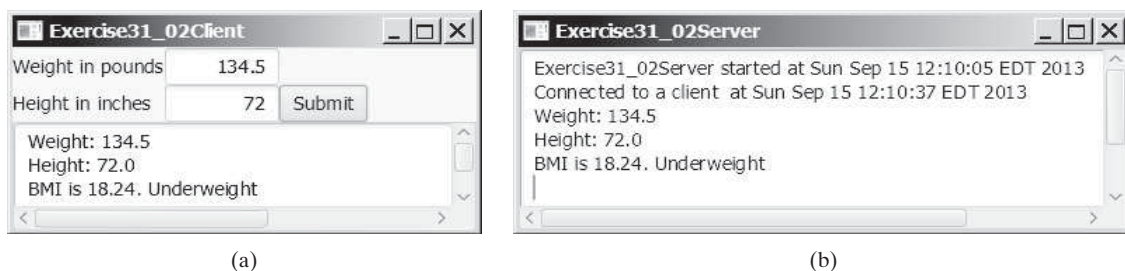 Exercise31_02Client
Weight in pounds 134.5
Height in inches 72 Submit
Weight: 134.5
Height: 72.0
BMI is 18.24. Underweight
(a)
Exercise31_02Server
Exercise31_02Server started at Sun Sep 15 12:10:05 EDT 2013
Connected to a client at Sun Sep 15 12:10:37 EDT 2013
Weight: 134.5
Height: 72.0
BMI is 18.24. Underweight
(b)